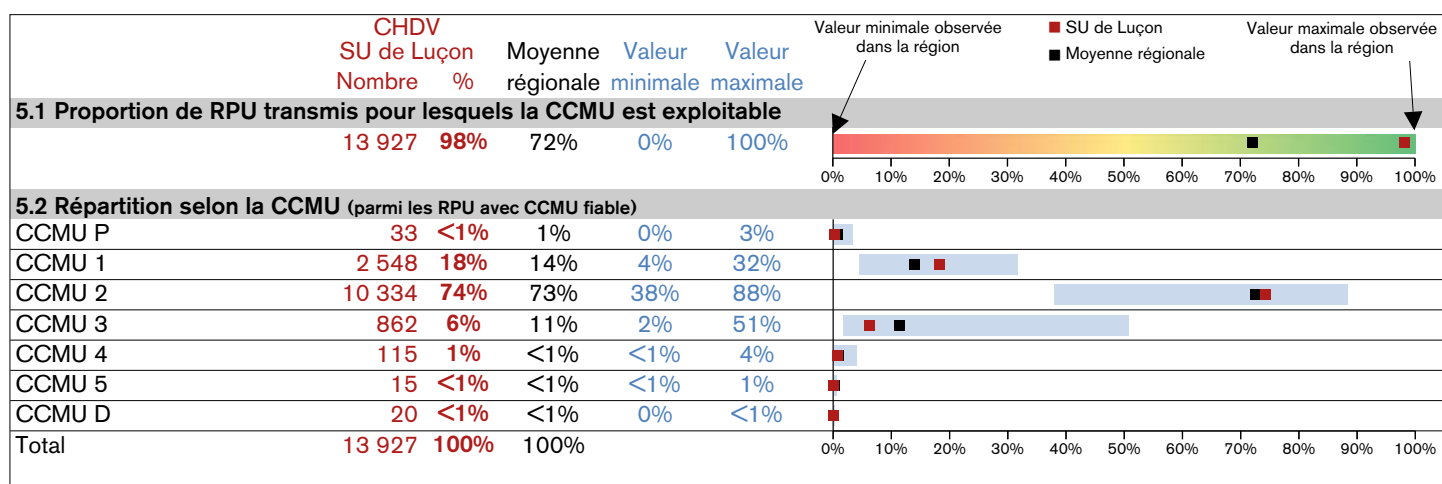 CHDV
SU de Luçon Moyenne Valeur Valeur
Nombre % régionale minimale maximale
Valeur minimale observée
dans la région
SU de Luçon
Moyenne régionale
Valeur maximale observée
dans la région
5.1 Proportion de RPU transmis pour lesquels la CCMU est exploitable
13 927 98% 72% 0% 100%
0% 10% 20% 30% 40% 50% 60% 70% 80% 90% 100%
5.2 Répartition selon la CCMU (parmi les RPU avec CCMU fiable)
CCMU P 33 <1% 1% 0% 3%
CCMU 1 2 548 18% 14% 4% 32%
CCMU 2 10 334 74% 73% 38% 88%
CCMU 3 862 6% 11% 2% 51%
CCMU 4 115 1% <1% <1% 4%
CCMU 5 15 <1% <1% <1% 1%
CCMU D 20 <1% <1% 0% <1%
Total 13 927 100% 100%
0% 10% 20% 30% 40% 50% 60% 70% 80% 90% 100%